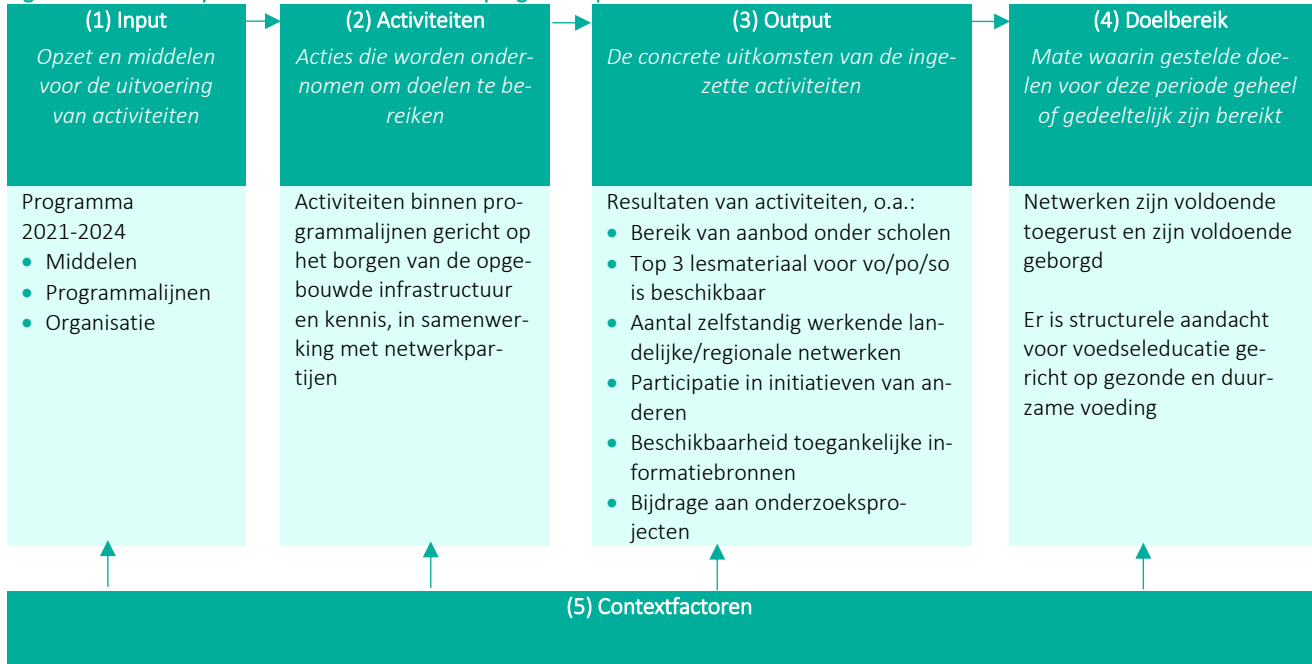 (1) Input
Opzet en middelen
voor de uitvoering
van activiteiten
Programma
2021-2024
• Middelen
• Programmalijnen
• Organisatie
(2) Activiteiten
Acties die worden onder-
nomen om doelen te be-
reiken
Activiteiten binnen pro-
grammalijnen gericht op
het borgen van de opge-
bouwde infrastructuur
en kennis, in samenwer-
king met netwerkpar-
tijen
(3) Output
De concrete uitkomsten van de inge-
zette activiteiten
Resultaten van activiteiten, o.a.:
• Bereik van aanbod onder scholen
• Top 3 lesmateriaal voor vo/po/so
is beschikbaar
• Aantal zelfstandig werkende lan-
delijke/regionale netwerken
• Participatie in initiatieven van an-
deren
• Beschikbaarheid toegankelijke in-
formatiebronnen
• Bijdrage aan onderzoekspro-
jecten
(4) Doelbereik
Mate waarin gestelde doe-
len voor deze periode geheel
of gedeeltelijk zijn bereikt
Netwerken zijn voldoende
toegerust en zijn voldoende
geborgd
Er is structurele aandacht
voor voedseleducatie ge-
richt op gezonde en duur-
zame voeding
(5) Contextfactoren